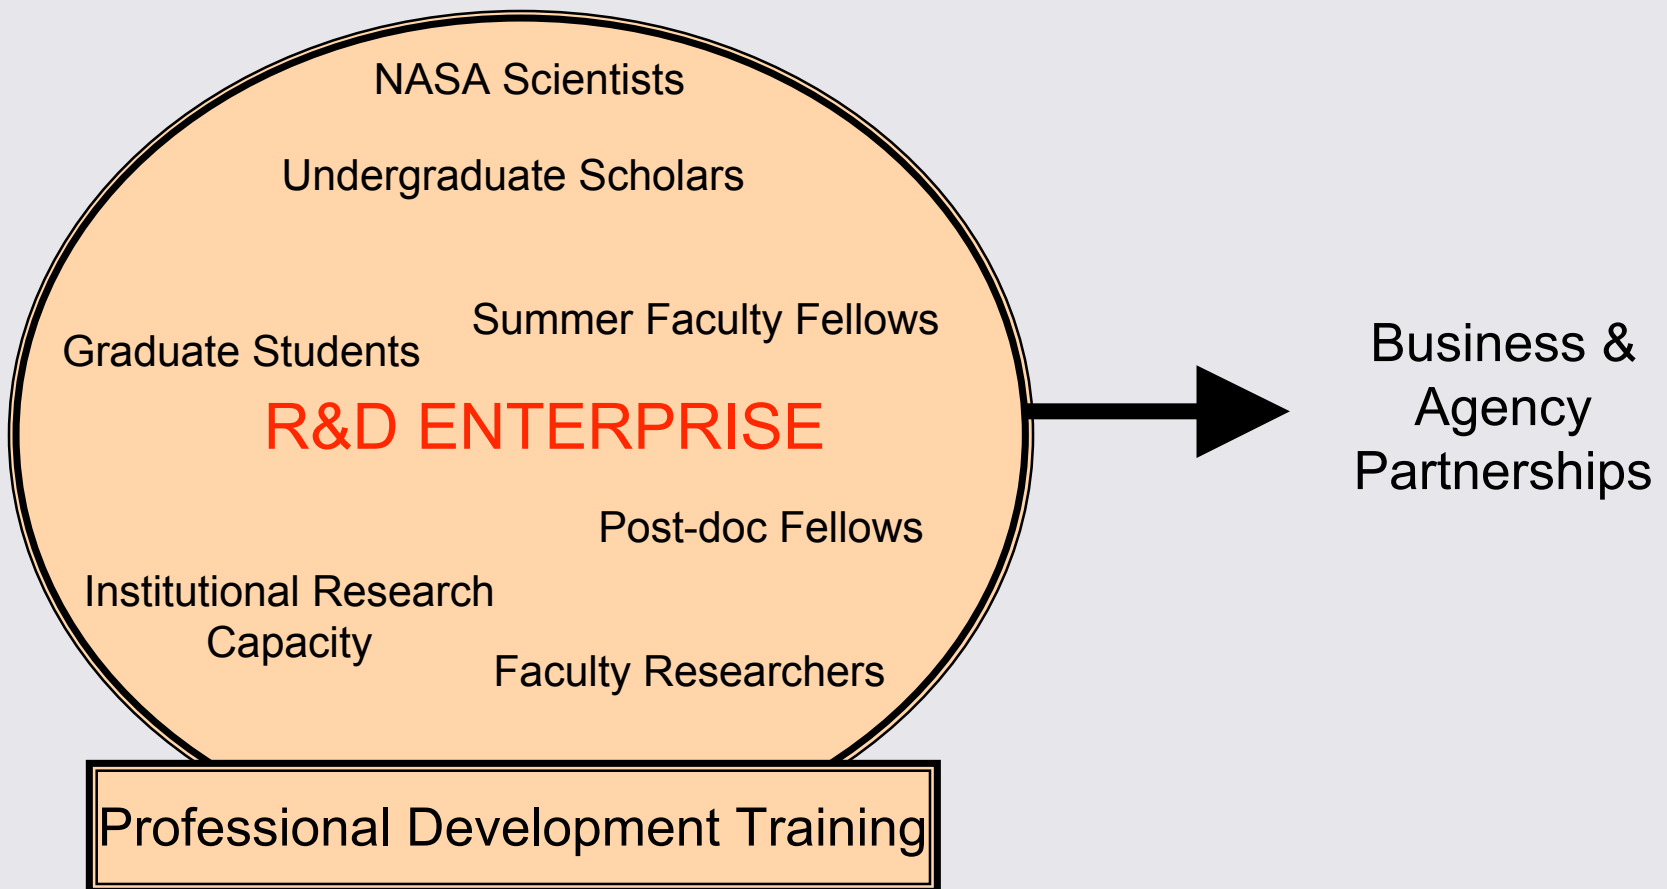 NASA Scientists
Undergraduate Scholars
Summer Faculty Fellows
Graduate Students
R&D ENTERPRISE
Post-doc Fellows
Institutional Research
Capacity
Faculty Researchers
Professional Development Training
Business &
Agency
Partnerships